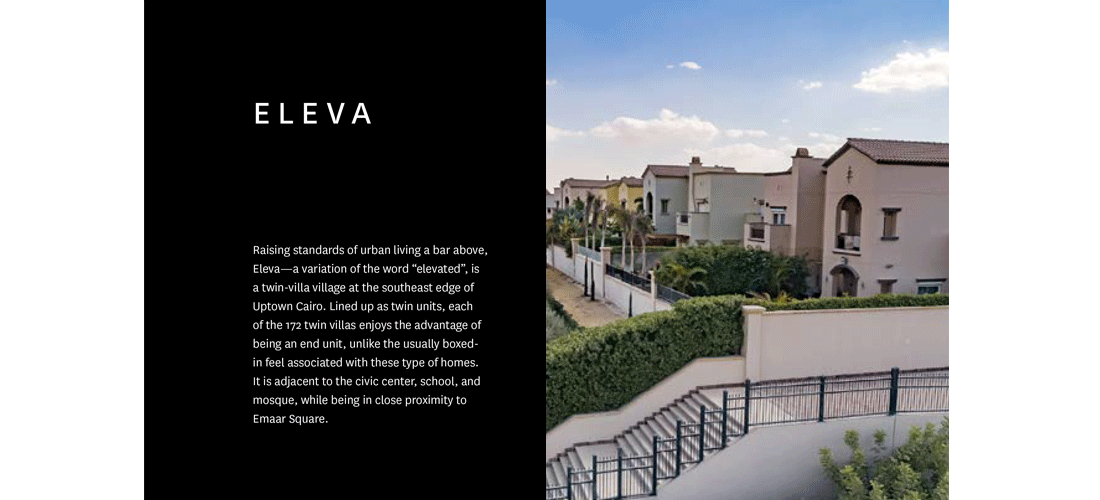 ELEVA
Raising standards of urban living a bar above,
Eleva—a variation of the word “elevated”, is
a twin-villa village at the southeast edge of
Uptown Cairo. Lined up as twin units, each
of the 172 twin villas enjoys the advantage of
being an end unit, unlike the usually boxed-
in feel associated with these type of homes.
It is adjacent to the civic center, school, and
mosque, while being in close proximity to
Emaar Square.